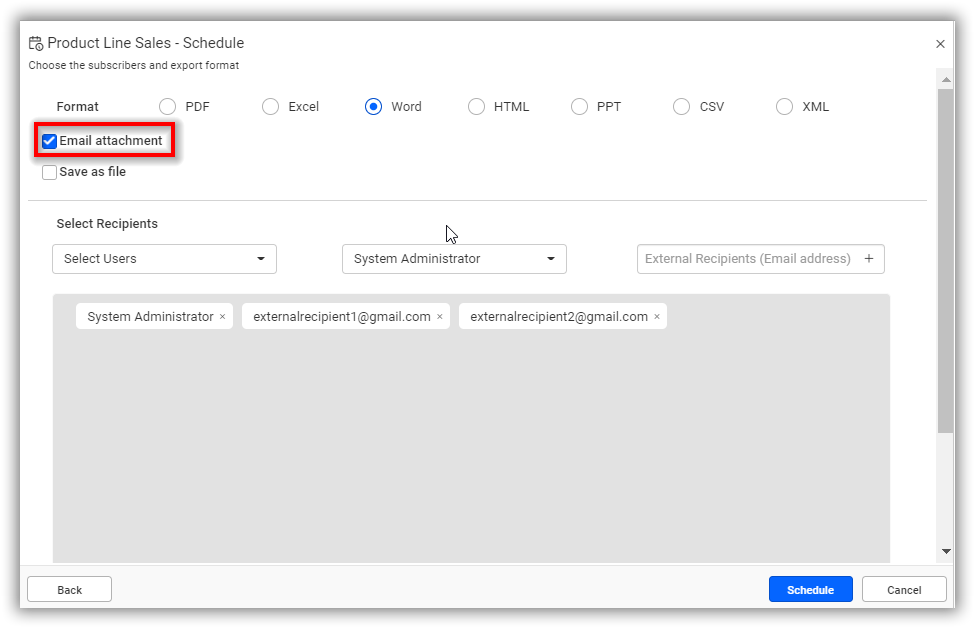 Product Line Sales - Schedule
Choose the subscribers and export format
Format PDF Excel Word HTML PPT CSV XML
Email attachment
Save as file
Select Recipients
Select Users System Administrator External Recipients (Email address) +
System Administrator × externalrecipient1@gmail.com × externalrecipient2@gmail.com ×
Back Schedule Cancel